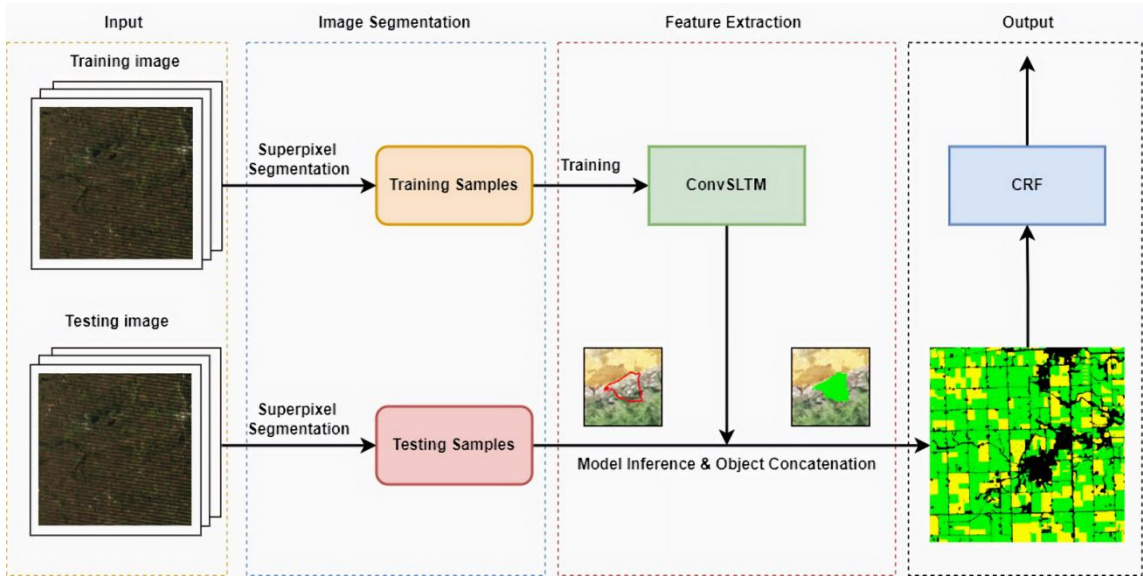 Input
Image Segmentation
Feature Extraction
Output
Training image
Superpixel
Segmentation
Training Samples
Training
ConvSLTM
CRF
Testing image
Superpixel
Segmentation
Testing Samples
Model Inference & Object Concatenation